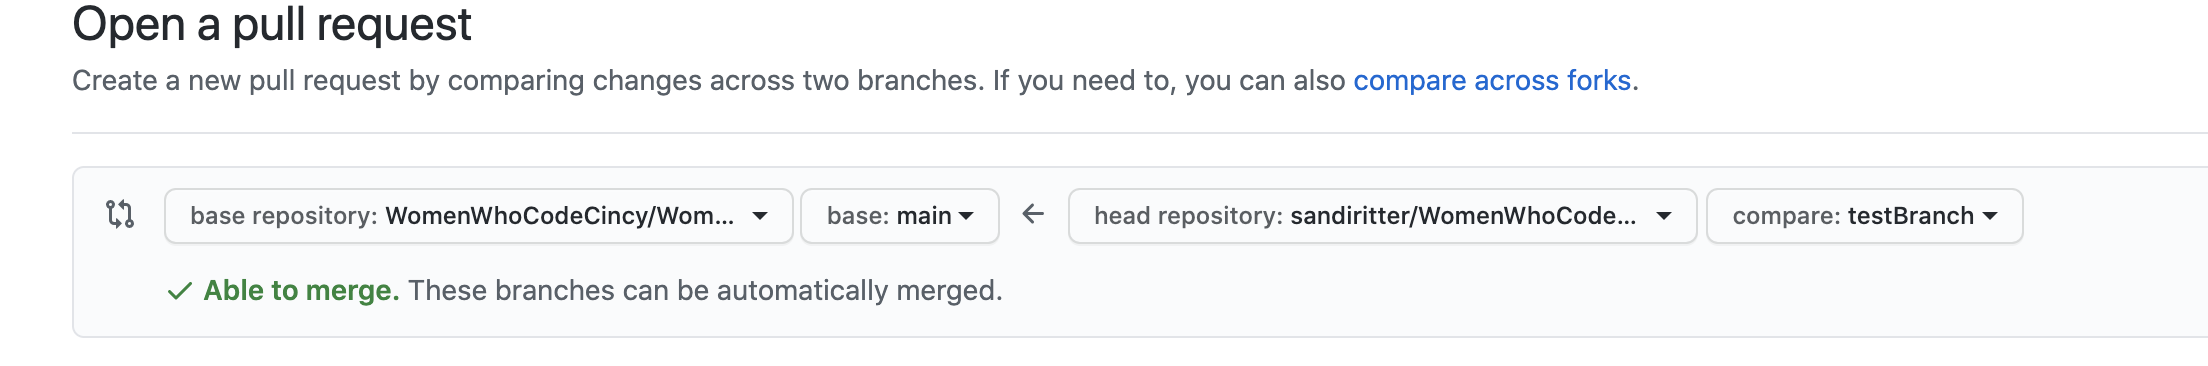 Open a pull request
Create a new pull request by comparing changes across two branches. If you need to, you can also compare across forks.
base repository: WomenWhoCodeCincy/Wom... base: main head repository: sandiritter/WomenWhoCode... compare: testBranch
Able to merge. These branches can be automatically merged.